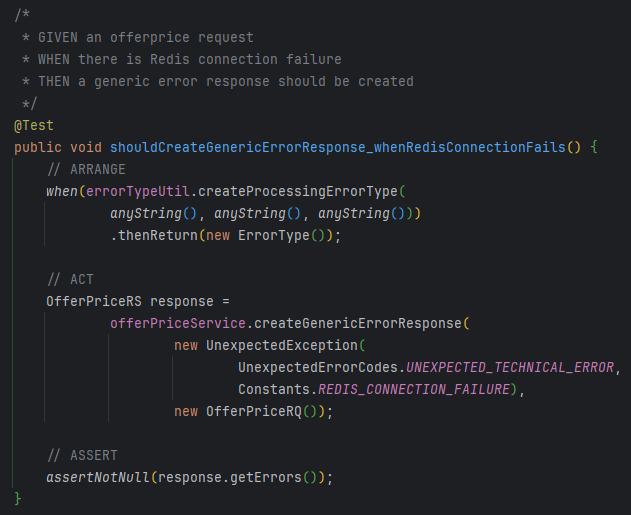 /*
 * GIVEN an offerprice request
 * WHEN there is Redis connection failure
 * THEN a generic error response should be created
 */
@Test
public void shouldCreateGenericErrorResponse_whenRedisConnectionFails() {
    // ARRANGE
    when(errorTypeUtil.createProcessingErrorType(
            anyString(), anyString(), anyString()))
            .thenReturn(new ErrorType());

    // ACT
    OfferPriceRS response =
            offerPriceService.createGenericErrorResponse(
                    new UnexpectedException(
                            UnexpectedErrorCodes.UNEXPECTED_TECHNICAL_ERROR,
                            Constants.REDIS_CONNECTION_FAILURE),
                    new OfferPriceRQ());

    // ASSERT
    assertNotNull(response.getErrors());
}